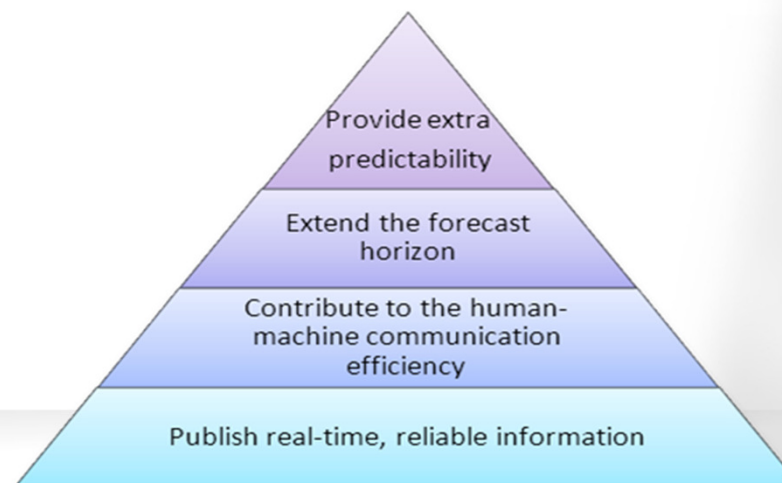 Provide extra
predictability
Extend the forecast
horizon
Contribute to the human-
machine communication
efficiency
Publish real-time, reliable information